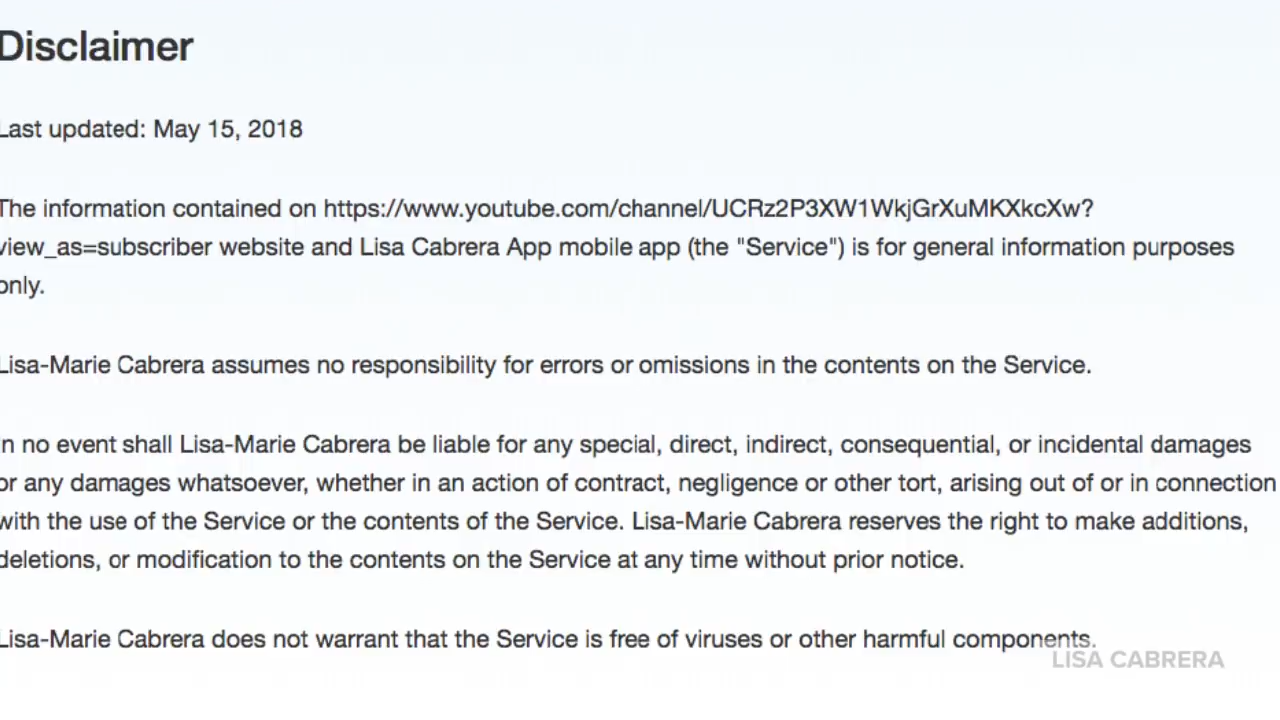 Disclaimer
Last updated: May 15, 2018
The information contained on https://www.youtube.com/channel/UCRz2P3XW1WkjGrXuMKXkcXw?
view_as=subscriber website and Lisa Cabrera App mobile app (the "Service") is for general information purposes
only.
Lisa-Marie Cabrera assumes no responsibility for errors or omissions in the contents on the Service.
In no event shall Lisa-Marie Cabrera be liable for any special, direct, indirect, consequential, or incidental damages
or any damages whatsoever, whether in an action of contract, negligence or other tort, arising out of or in connection
with the use of the Service or the contents of the Service. Lisa-Marie Cabrera reserves the right to make additions,
deletions, or modification to the contents on the Service at any time without prior notice.
Lisa-Marie Cabrera does not warrant that the Service is free of viruses or other harmful components.
LISA CABRERA